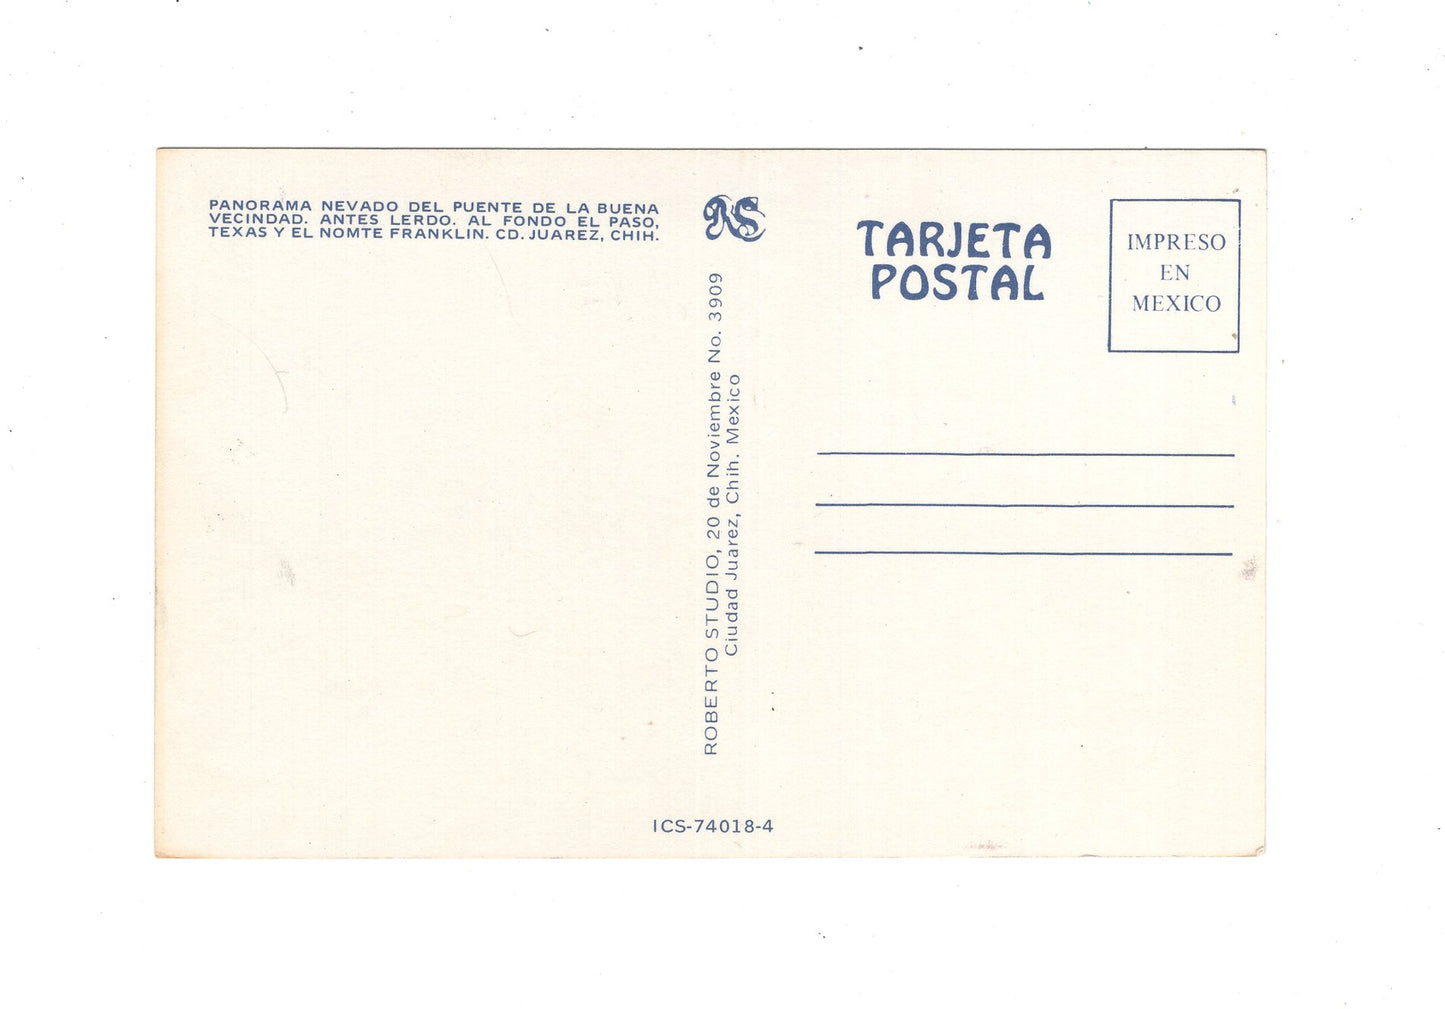 PANORAMA NEVADO DEL PUENTE DE LA BUENA
VECINDAD. ANTES LERDO. AL FONDO EL PASO,
TEXAS Y EL NOMTE FRANKLIN. CD. JUAREZ, CHIH.
RS
ROBERTO STUDIO, 20 de Noviembre No. 3909
Ciudad Juarez, Chih. Mexico
TARJETA
POSTAL
IMPRESO
EN
MEXICO
ICS-74018-4